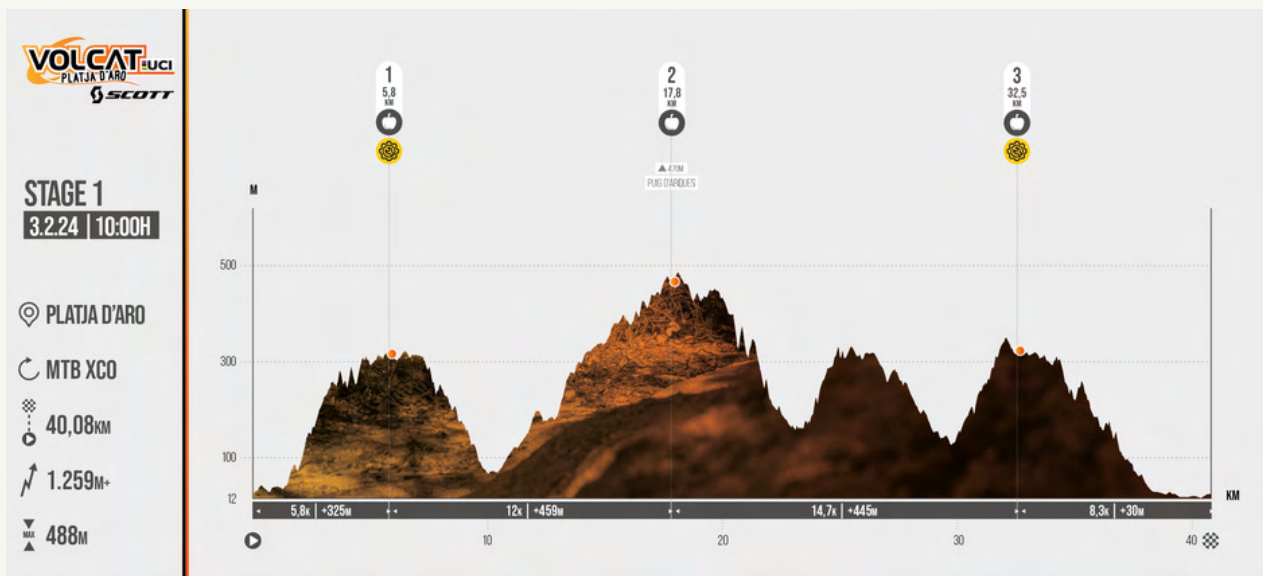 VOLCAT UCI
PLATJA D'ARO
SCOTT
STAGE 1
3.2.24 | 10:00H
PLATJA D'ARO
MTB XCO
40,08KM
1.259M+
MAX
488M
1
5,8
KM
2
17,8
KM
3
32,5
KM
▲ 470M
PUIG D'ARQUES
M
500
300
100
12
KM
5,8K | +325M
12K | +459M
14,7K | +445M
8,3K | +30M
10
20
30
40